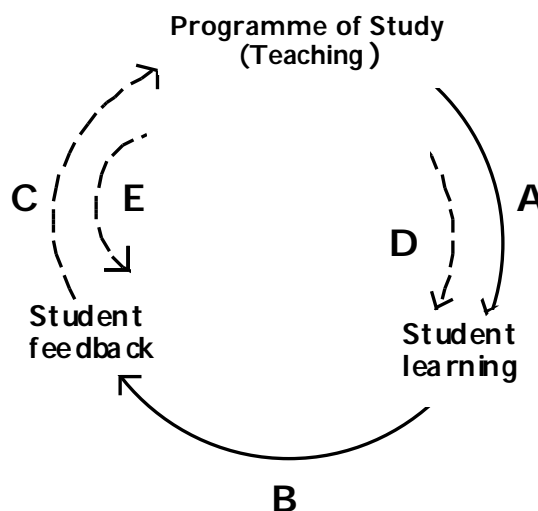 Programme of Study
(Teaching)
C
E
D
A
Student
feedback
Student
learning
B